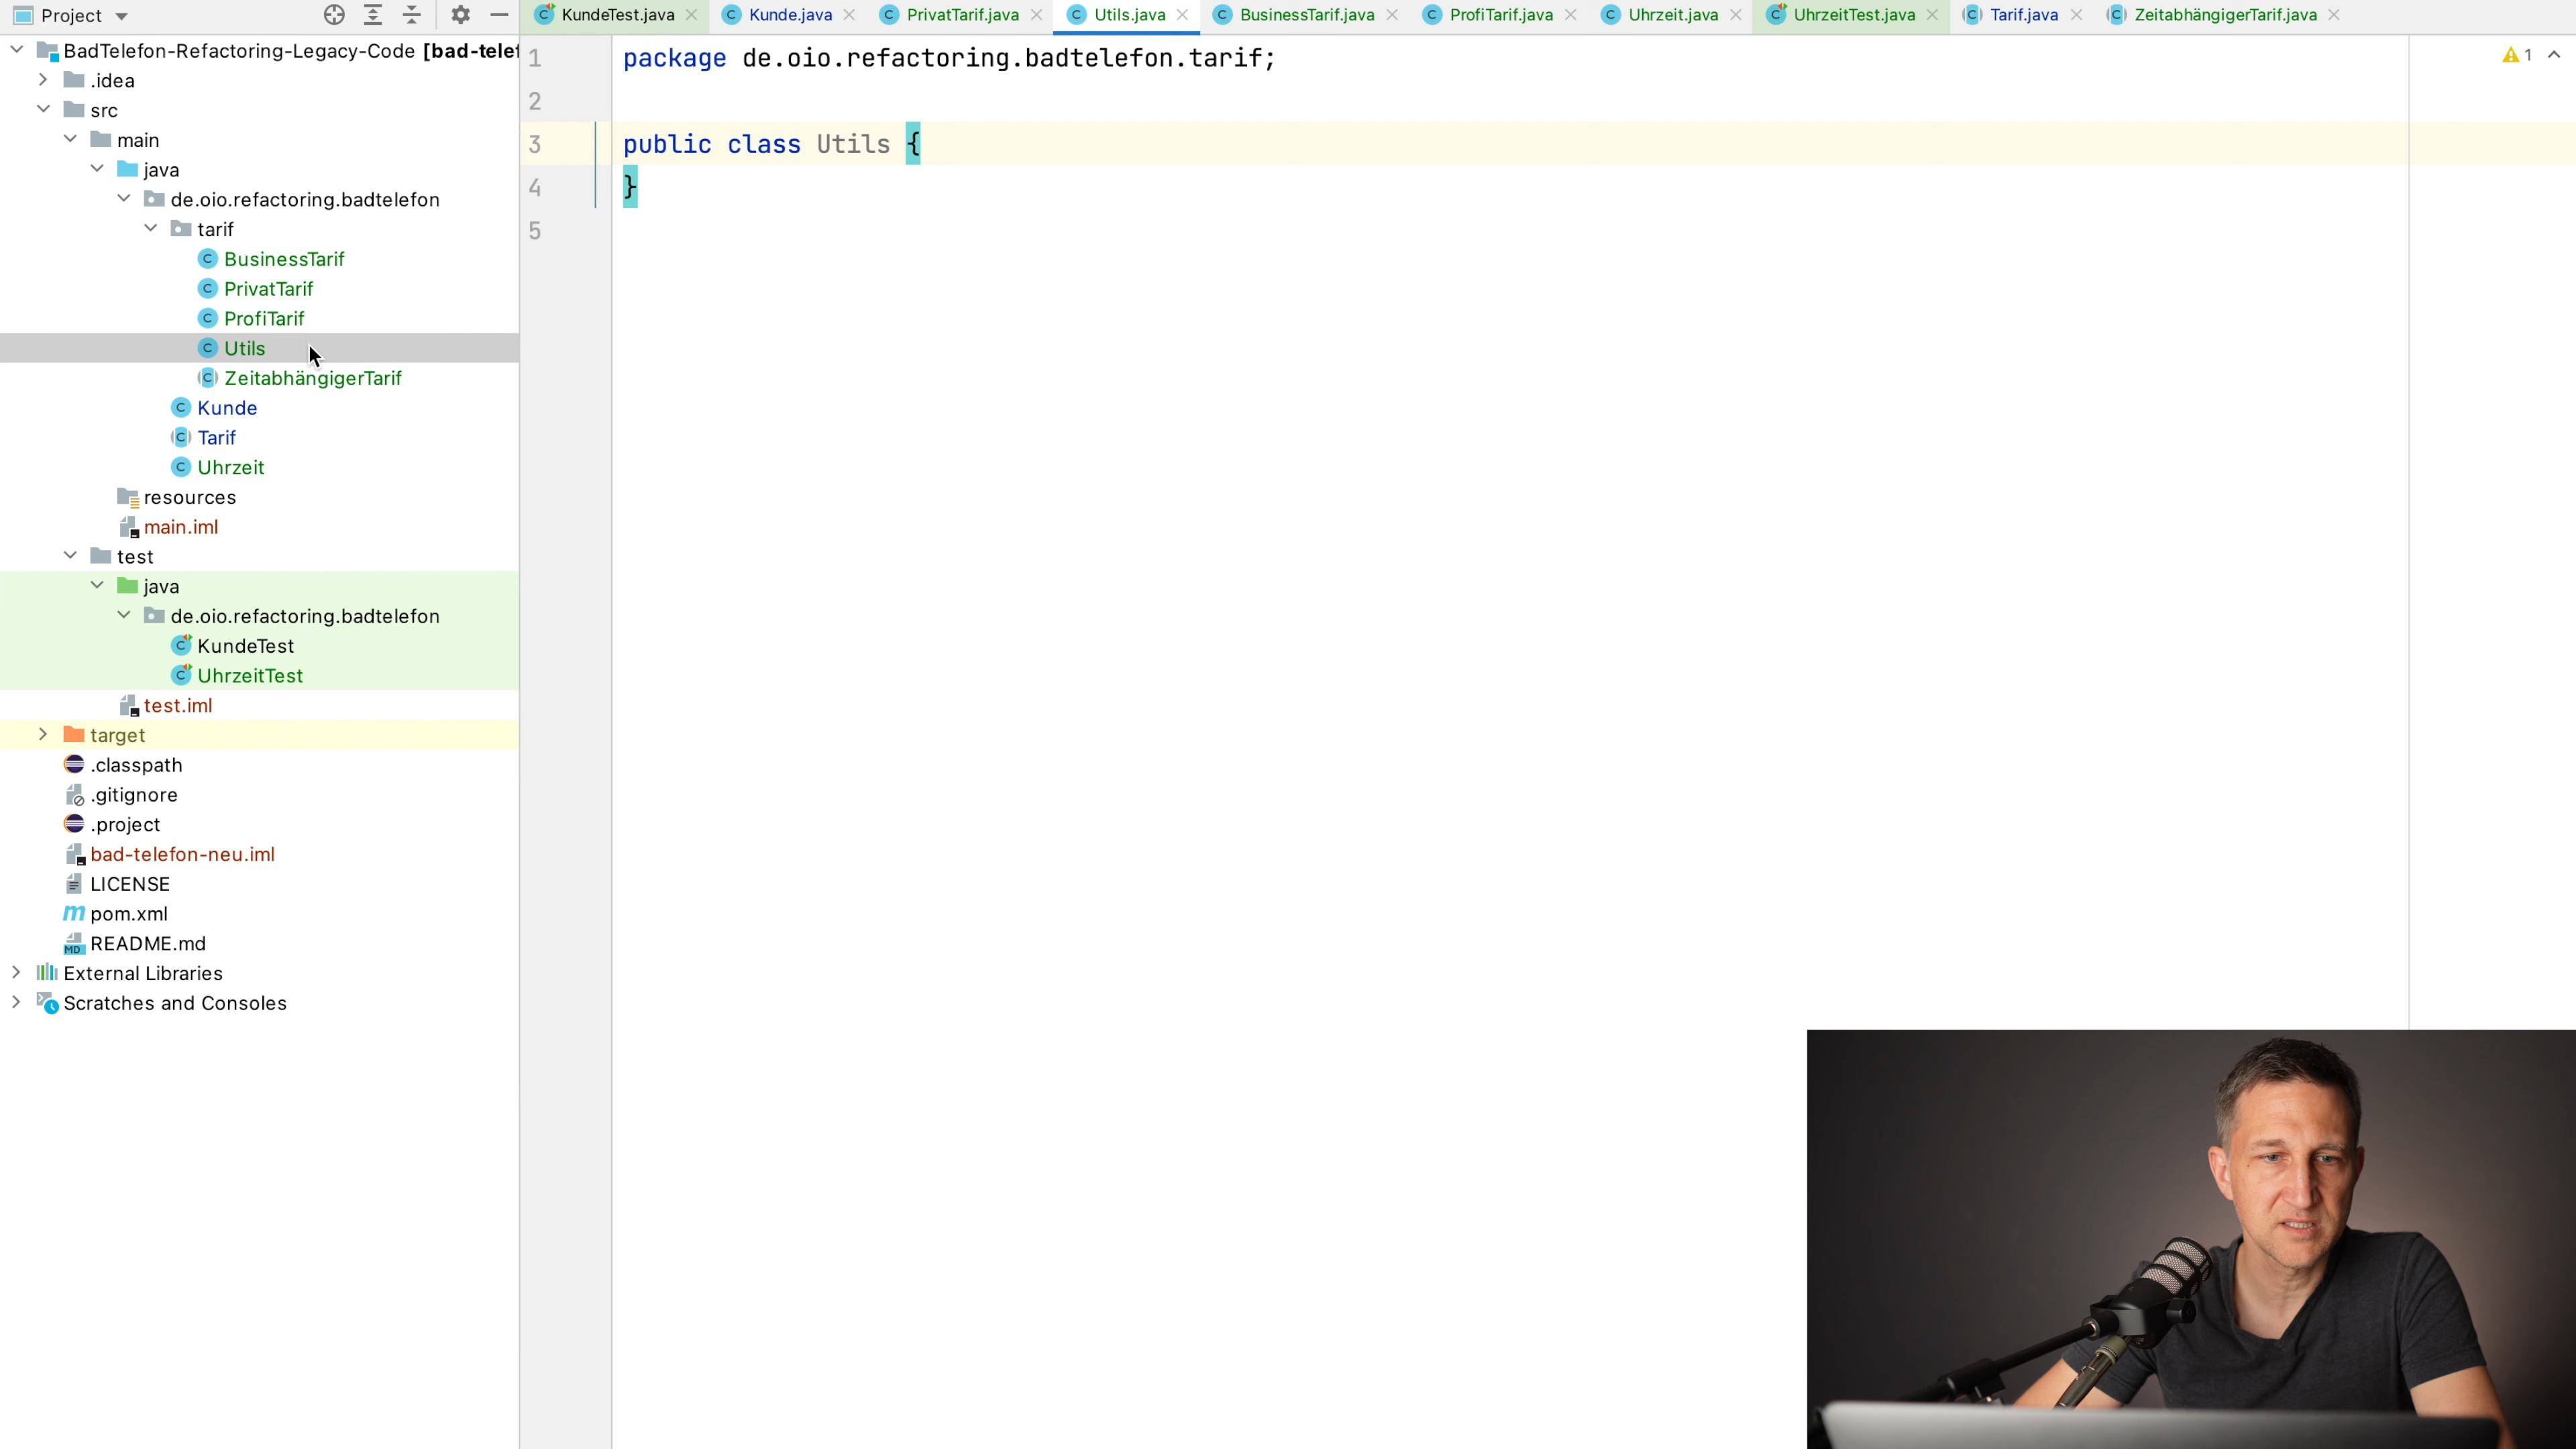 Project
KundeTest.java
Kunde.java
PrivatTarif.java
Utils.java
BusinessTarif.java
ProfiTarif.java
Uhrzeit.java
UhrzeitTest.java
Tarif.java
ZeitabhängigerTarif.java
BadTelefon-Refactoring-Legacy-Code [bad-telef
.idea
src
main
java
de.oio.refactoring.badtelefon
tarif
BusinessTarif
PrivatTarif
ProfiTarif
Utils
ZeitabhängigerTarif
Kunde
Tarif
Uhrzeit
resources
main.iml
test
java
de.oio.refactoring.badtelefon
KundeTest
UhrzeitTest
test.iml
target
.classpath
.gitignore
.project
bad-telefon-neu.iml
LICENSE
pom.xml
README.md
External Libraries
Scratches and Consoles
1 package de.oio.refactoring.badtelefon.tarif;
2
3 public class Utils {
4 }
5
1